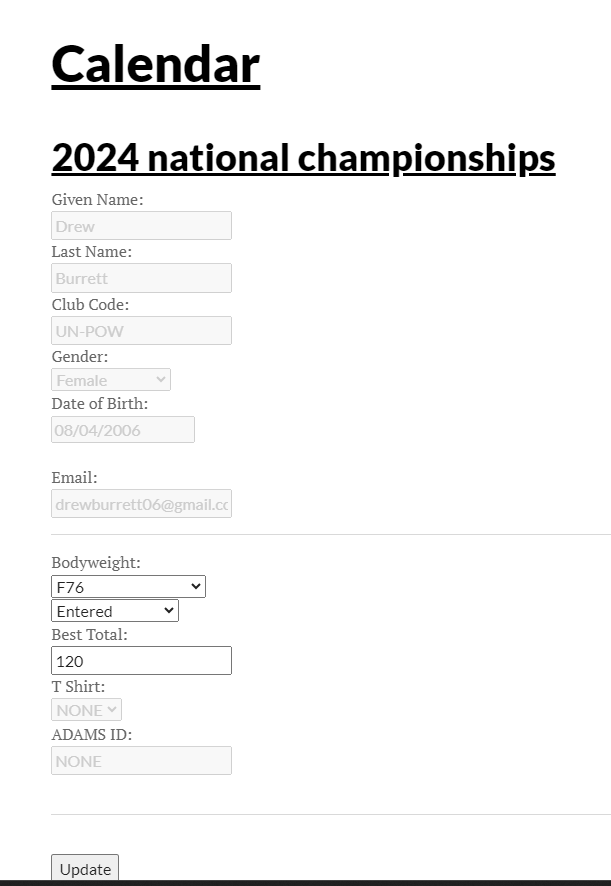 Calendar
2024 national championships
Given Name:
Drew
Last Name:
Burrett
Club Code:
UN-POW
Gender:
Female
Date of Birth:
08/04/2006
Email:
drewburrett06@gmail.cc
Bodyweight:
F76
Entered
Best Total:
120
T Shirt:
NONE
ADAMS ID:
NONE
Update